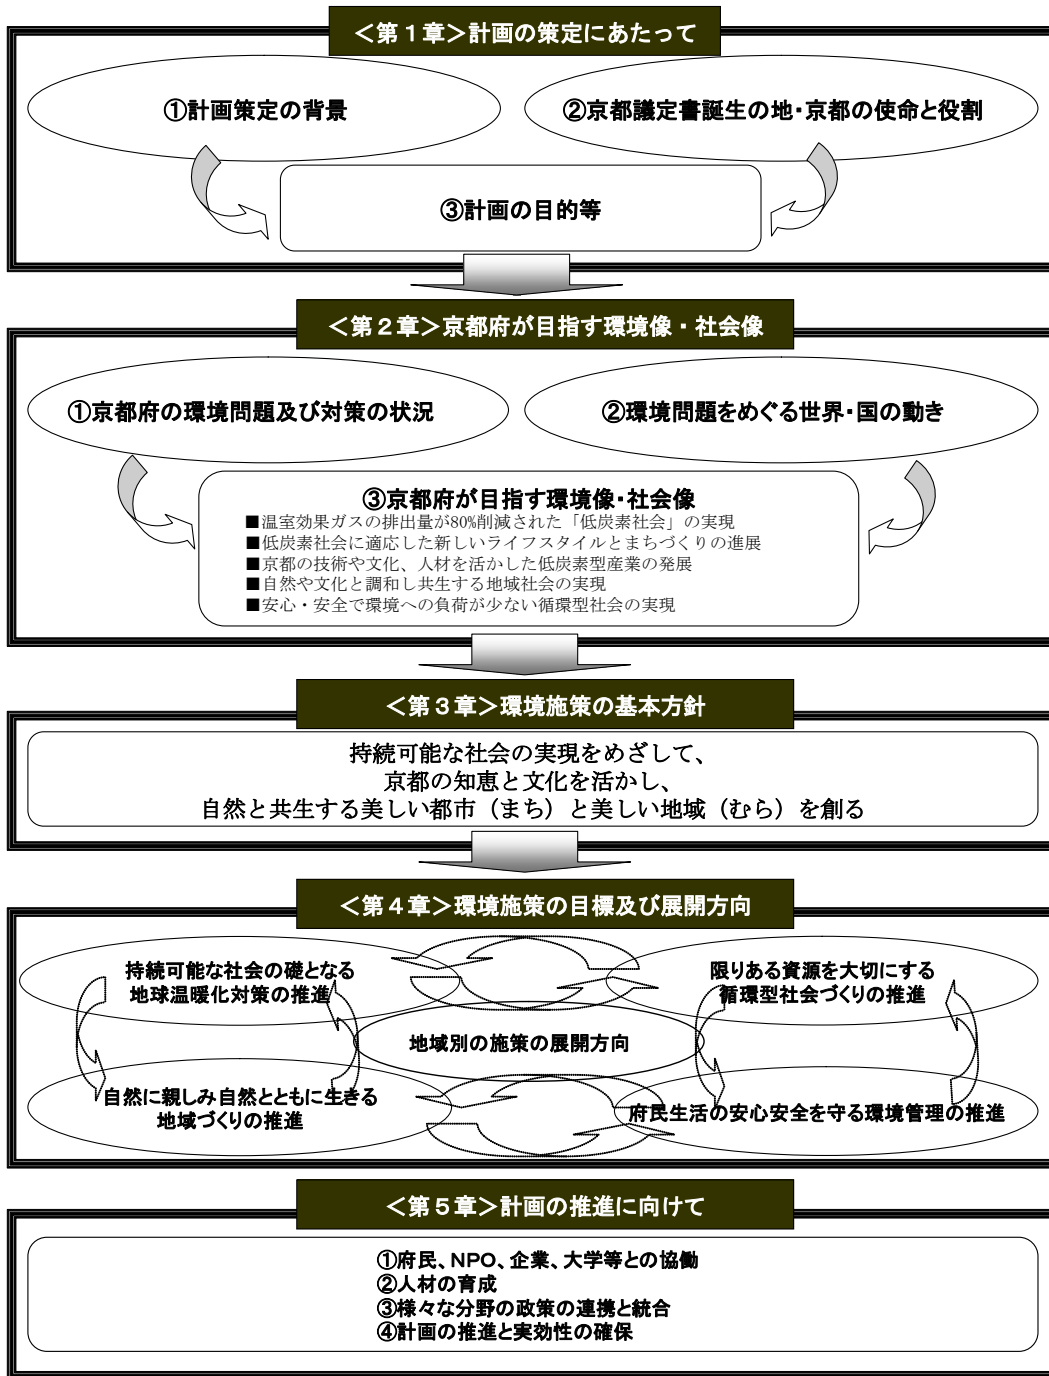 ＜第１章＞計画の策定にあたって
①計画策定の背景
②京都議定書誕生の地・京都の使命と役割
③計画の目的等
＜第２章＞京都府が目指す環境像・社会像
①京都府の環境問題及び対策の状況
②環境問題をめぐる世界・国の動き
③京都府が目指す環境像・社会像
■温室効果ガスの排出量が80%削減された「低炭素社会」の実現
■低炭素社会に適応した新しいライフスタイルとまちづくりの進展
■京都の技術や文化、人材を活かした低炭素型産業の発展
■自然や文化と調和し共生する地域社会の実現
■安心・安全で環境への負荷が少ない循環型社会の実現
＜第３章＞環境施策の基本方針
持続可能な社会の実現をめざして、
京都の知恵と文化を活かし、
自然と共生する美しい都市（まち）と美しい地域（むら）を創る
＜第４章＞環境施策の目標及び展開方向
持続可能な社会の礎となる
地球温暖化対策の推進
限りある資源を大切にする
循環型社会づくりの推進
地域別の施策の展開方向
自然に親しみ自然とともに生きる
地域づくりの推進
府民生活の安心安全を守る環境管理の推進
＜第５章＞計画の推進に向けて
①府民、NPO、企業、大学等との協働
②人材の育成
③様々な分野の政策の連携と統合
④計画の推進と実効性の確保